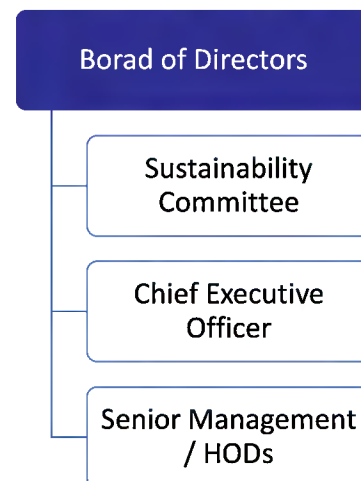 Borad of Directors
Sustainability
Committee
Chief Executive
Officer
Senior Management
/ HODs